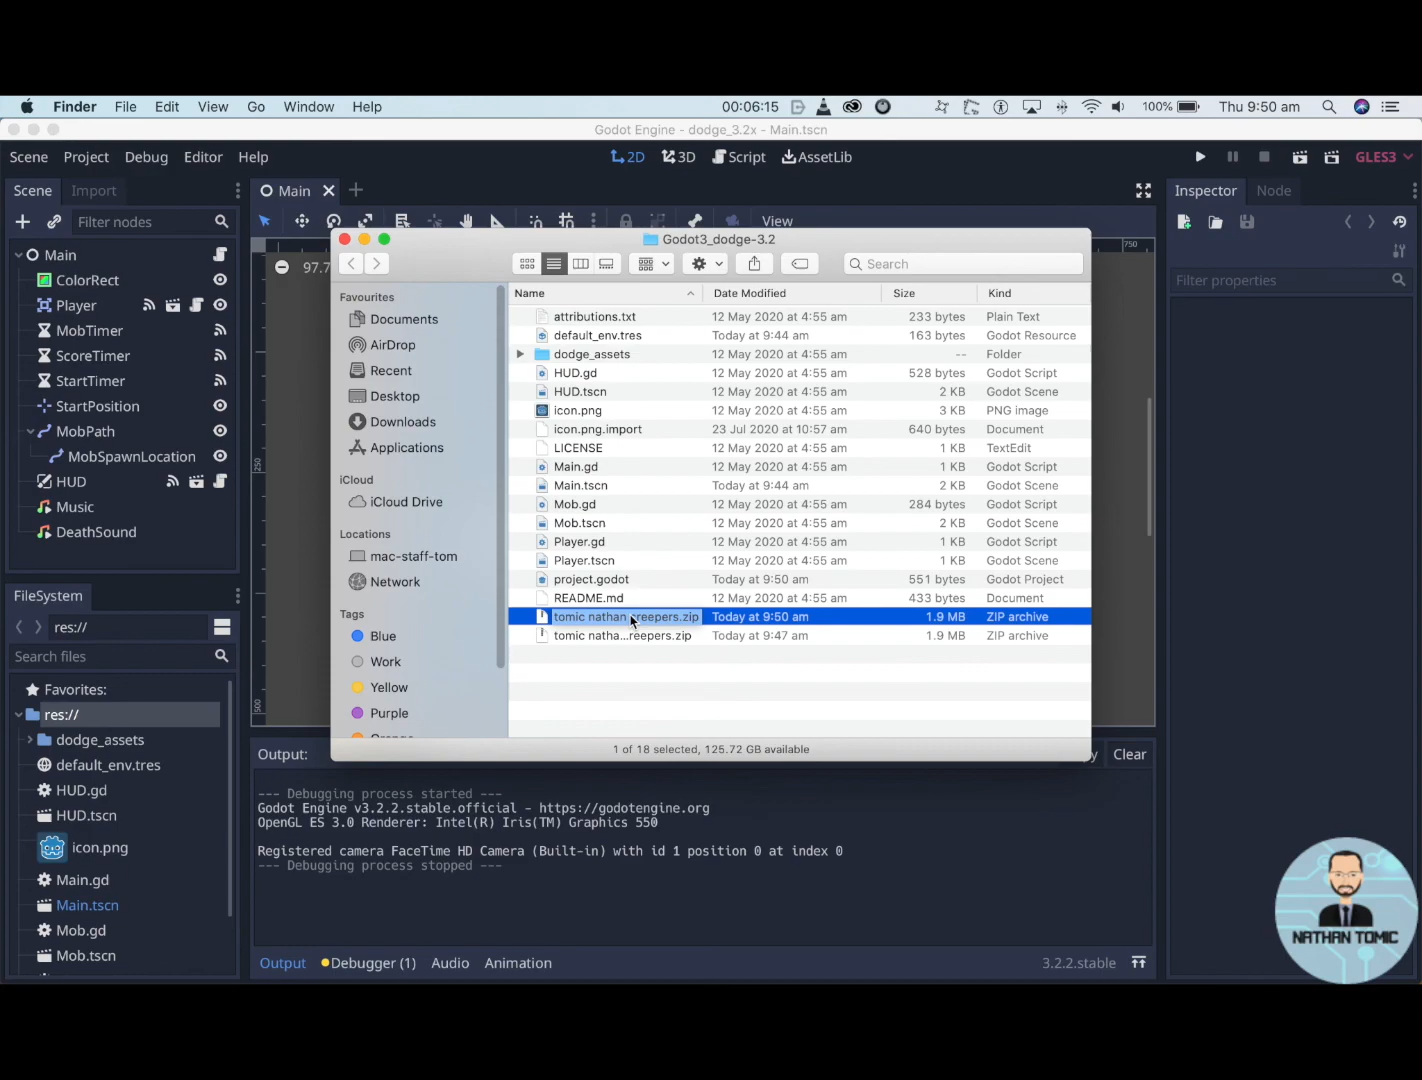 Finder File Edit View Go Window Help 00:06:15 100% Thu 9:50 am
Godot Engine - dodge_3.2x - Main.tscn
Scene Project Debug Editor Help 2D 3D Script AssetLib GLES3
Scene Import Main Inspector Node
Filter nodes View
Main
ColorRect
Player
MobTimer
ScoreTimer
StartTimer
StartPosition
MobPath
MobSpawnLocation
HUD
Music
DeathSound
FileSystem
res://
Search files
Favorites:
res://
dodge_assets
default_env.tres
HUD.gd
HUD.tscn
icon.png
Main.gd
Main.tscn
Mob.gd
Mob.tscn
97.7
750
250
500
Godot3_dodge-3.2
Search
Favourites
Documents
AirDrop
Recent
Desktop
Downloads
Applications
iCloud
iCloud Drive
Locations
mac-staff-tom
Network
Tags
Blue
Work
Yellow
Purple
Name Date Modified Size Kind
attributions.txt 12 May 2020 at 4:55 am 233 bytes Plain Text
default_env.tres Today at 9:44 am 163 bytes Godot Resource
dodge_assets 12 May 2020 at 4:55 am -- Folder
HUD.gd 12 May 2020 at 4:55 am 528 bytes Godot Script
HUD.tscn 12 May 2020 at 4:55 am 2 KB Godot Scene
icon.png 12 May 2020 at 4:55 am 3 KB PNG image
icon.png.import 23 Jul 2020 at 10:57 am 640 bytes Document
LICENSE 12 May 2020 at 4:55 am 1 KB TextEdit
Main.gd 12 May 2020 at 4:55 am 1 KB Godot Script
Main.tscn Today at 9:44 am 2 KB Godot Scene
Mob.gd 12 May 2020 at 4:55 am 284 bytes Godot Script
Mob.tscn 12 May 2020 at 4:55 am 2 KB Godot Scene
Player.gd 12 May 2020 at 4:55 am 1 KB Godot Script
Player.tscn 12 May 2020 at 4:55 am 1 KB Godot Scene
project.godot Today at 9:50 am 551 bytes Godot Project
README.md 12 May 2020 at 4:55 am 433 bytes Document
tomic nathan reepers.zip Today at 9:50 am 1.9 MB ZIP archive
tomic natha...reepers.zip Today at 9:47 am 1.9 MB ZIP archive
1 of 18 selected, 125.72 GB available
Output: Clear
--- Debugging process started ---
Godot Engine v3.2.2.stable.official - https://godotengine.org
OpenGL ES 3.0 Renderer: Intel(R) Iris(TM) Graphics 550
Registered camera FaceTime HD Camera (Built-in) with id 1 position 0 at index 0
--- Debugging process stopped ---
Output Debugger (1) Audio Animation 3.2.2.stable
Filter properties
NATHAN TOMIC